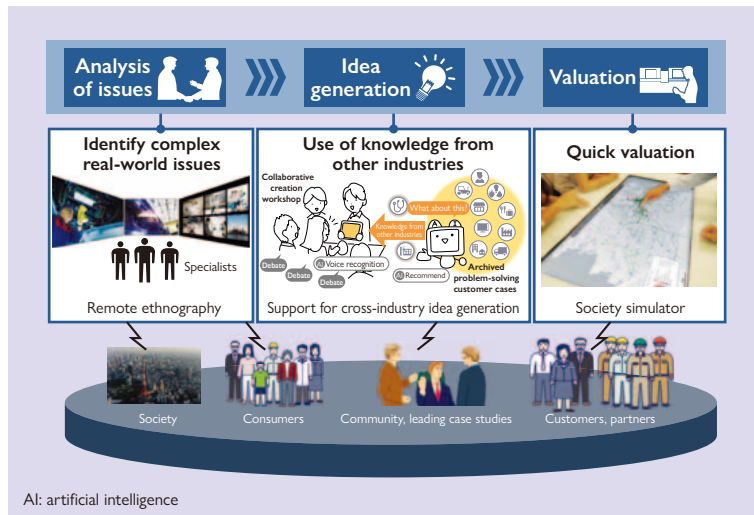 Analysis
of issues
Idea
generation
Valuation
Identify complex
real-world issues
Specialists
Remote ethnography
Use of knowledge from
other industries
Collaborative
creation
workshop
What about this?
Knowledge from
other industries
Debate
Debate
Debate
AI Voice recognition
AI Recommend
Archived
problem-solving
customer cases
Support for cross-industry idea generation
Quick valuation
Society simulator
Society
Consumers
Community, leading case studies
Customers, partners
AI: artificial intelligence